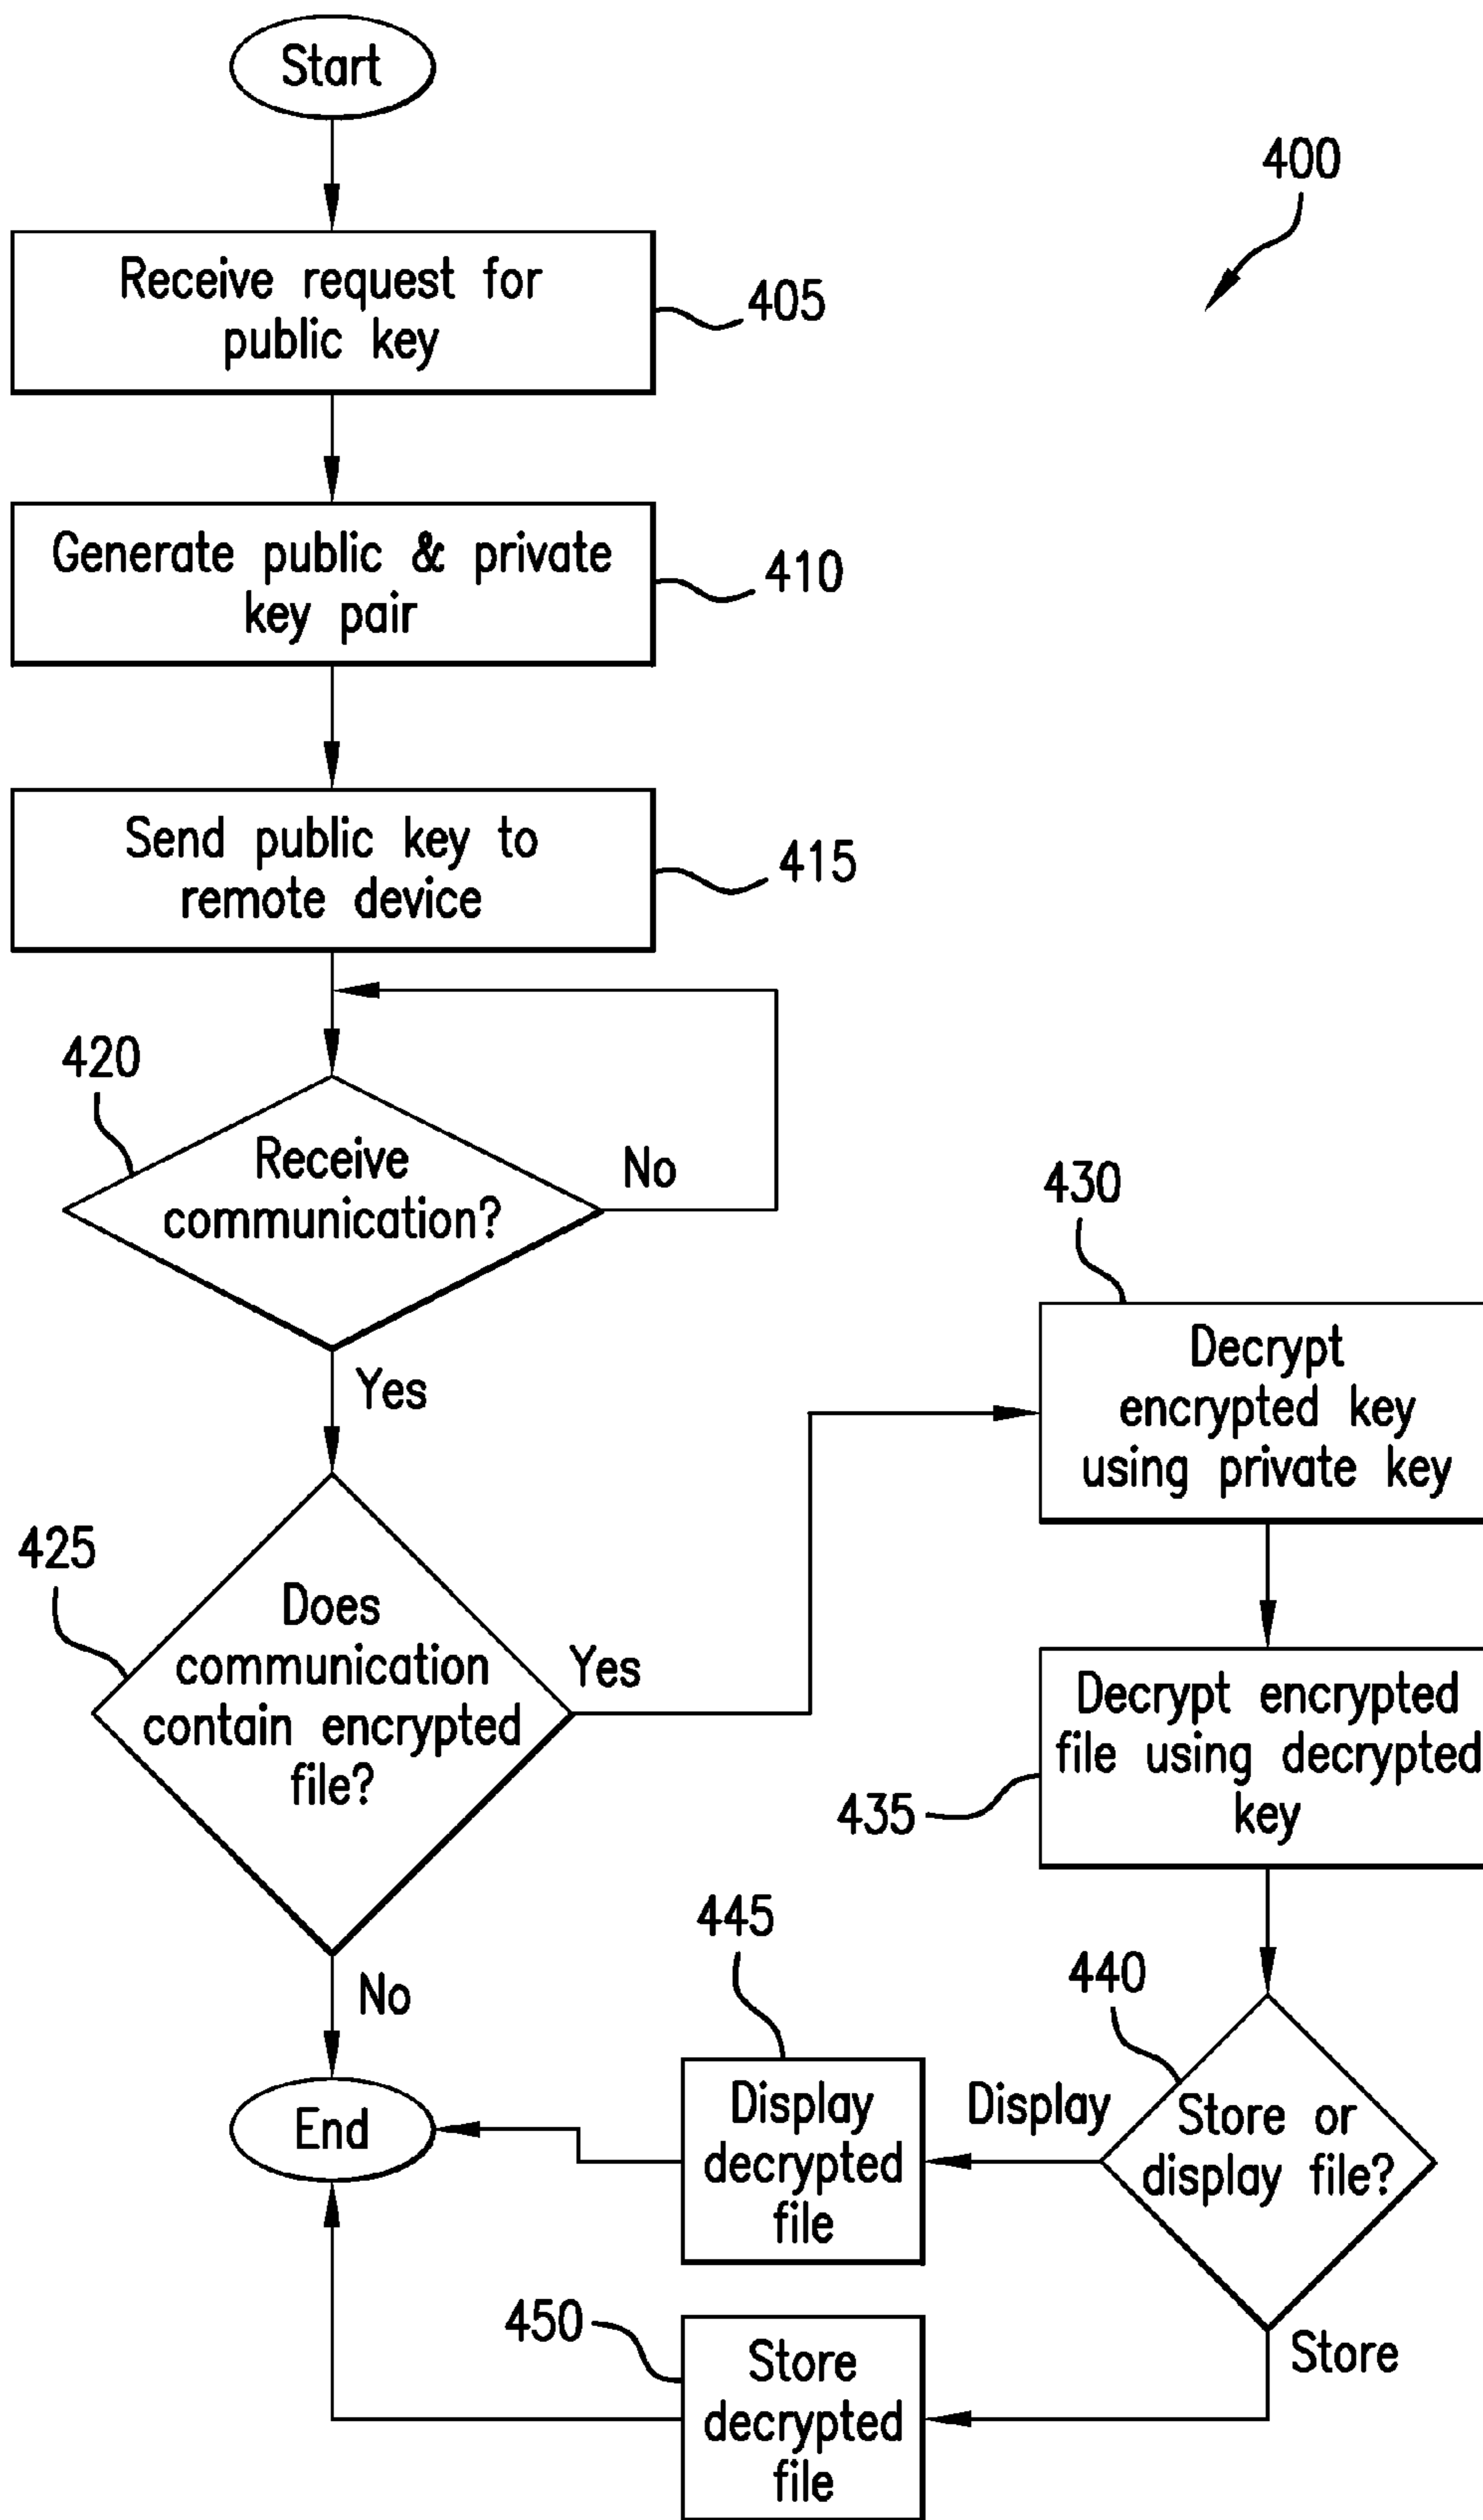 Start
400
Receive request for
public key
405
Generate public & private
key pair
410
Send public key to
remote device
415
420
Receive
communication?
No
Yes
425
Does
communication
contain encrypted
file?
Yes
No
430
Decrypt
encrypted key
using private key
Decrypt encrypted
file using decrypted
key
435
440
Store or
display file?
Display
Store
445
Display
decrypted
file
450
Store
decrypted
file
End